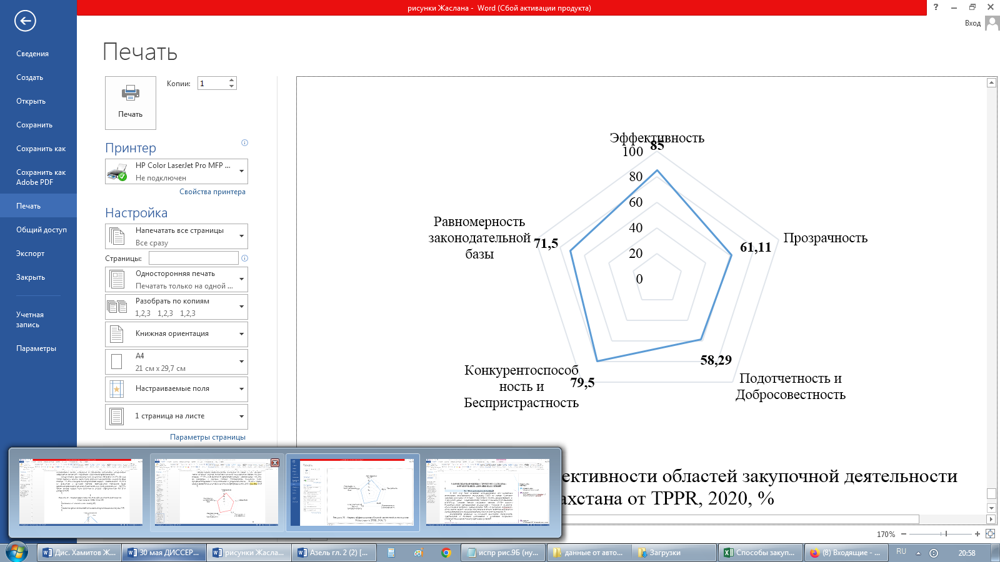 рисунки Жаслана - Word (Сбой активации продукта)
?
Вход
Сведения
Создать
Открыть
Сохранить
Сохранить как
Сохранить как
Adobe PDF
Печать
Общий доступ
Экспорт
Закрыть
Учетная
запись
Параметры
Печать
Печать
Копии:
1
Принтер
HP Color LaserJet Pro MFP ...
Не подключен
Свойства принтера
Настройка
Напечатать все страницы
Все сразу
Страницы:
Односторонняя печать
Печатать только на одной ...
Разобрать по копиям
1,2,3 1,2,3 1,2,3
Книжная ориентация
A4
21 см x 29,7 см
Настраиваемые поля
1 страница на листе
Параметры страницы
Эффективность
85
100
80
60
40
20
0
Прозрачность
61,11
Подотчетность и
Добросовестность
58,29
Конкурентоспособ
ность и
Беспристрастность
79,5
Равномерность
законодательной
базы
71,5
ективности областей закупочной деятельности
ахстана от TPPR, 2020, %
170%
Дис. Хамитов Ж...
30 мая ДИССЕР...
рисунки Жасла...
Азель гл. 2 (2) [...
испр рис.9Б (ну...
данные от авто...
Загрузки
Способы закуп...
(8) Входящие - ...
RU
20:58